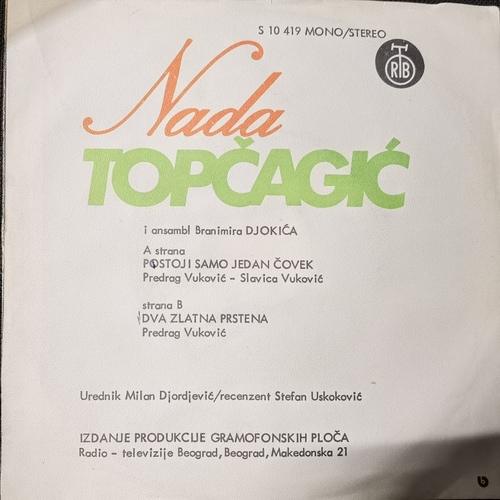 S 10 419 MONO/STEREO
RTB
Nada
TOPČAGIĆ
i ansambl Branimira DJOKIĆA
A strana
POSTOJI SAMO JEDAN ČOVEK
Predrag Vuković – Slavica Vuković
strana B
DVA ZLATNA PRSTENA
Predrag Vuković
Urednik Milan Djordjević/recenzent Stefan Uskoković
IZDANJE PRODUKCIJE GRAMOFONSKIH PLOČA
Radio – televizije Beograd, Beograd, Makedonska 21